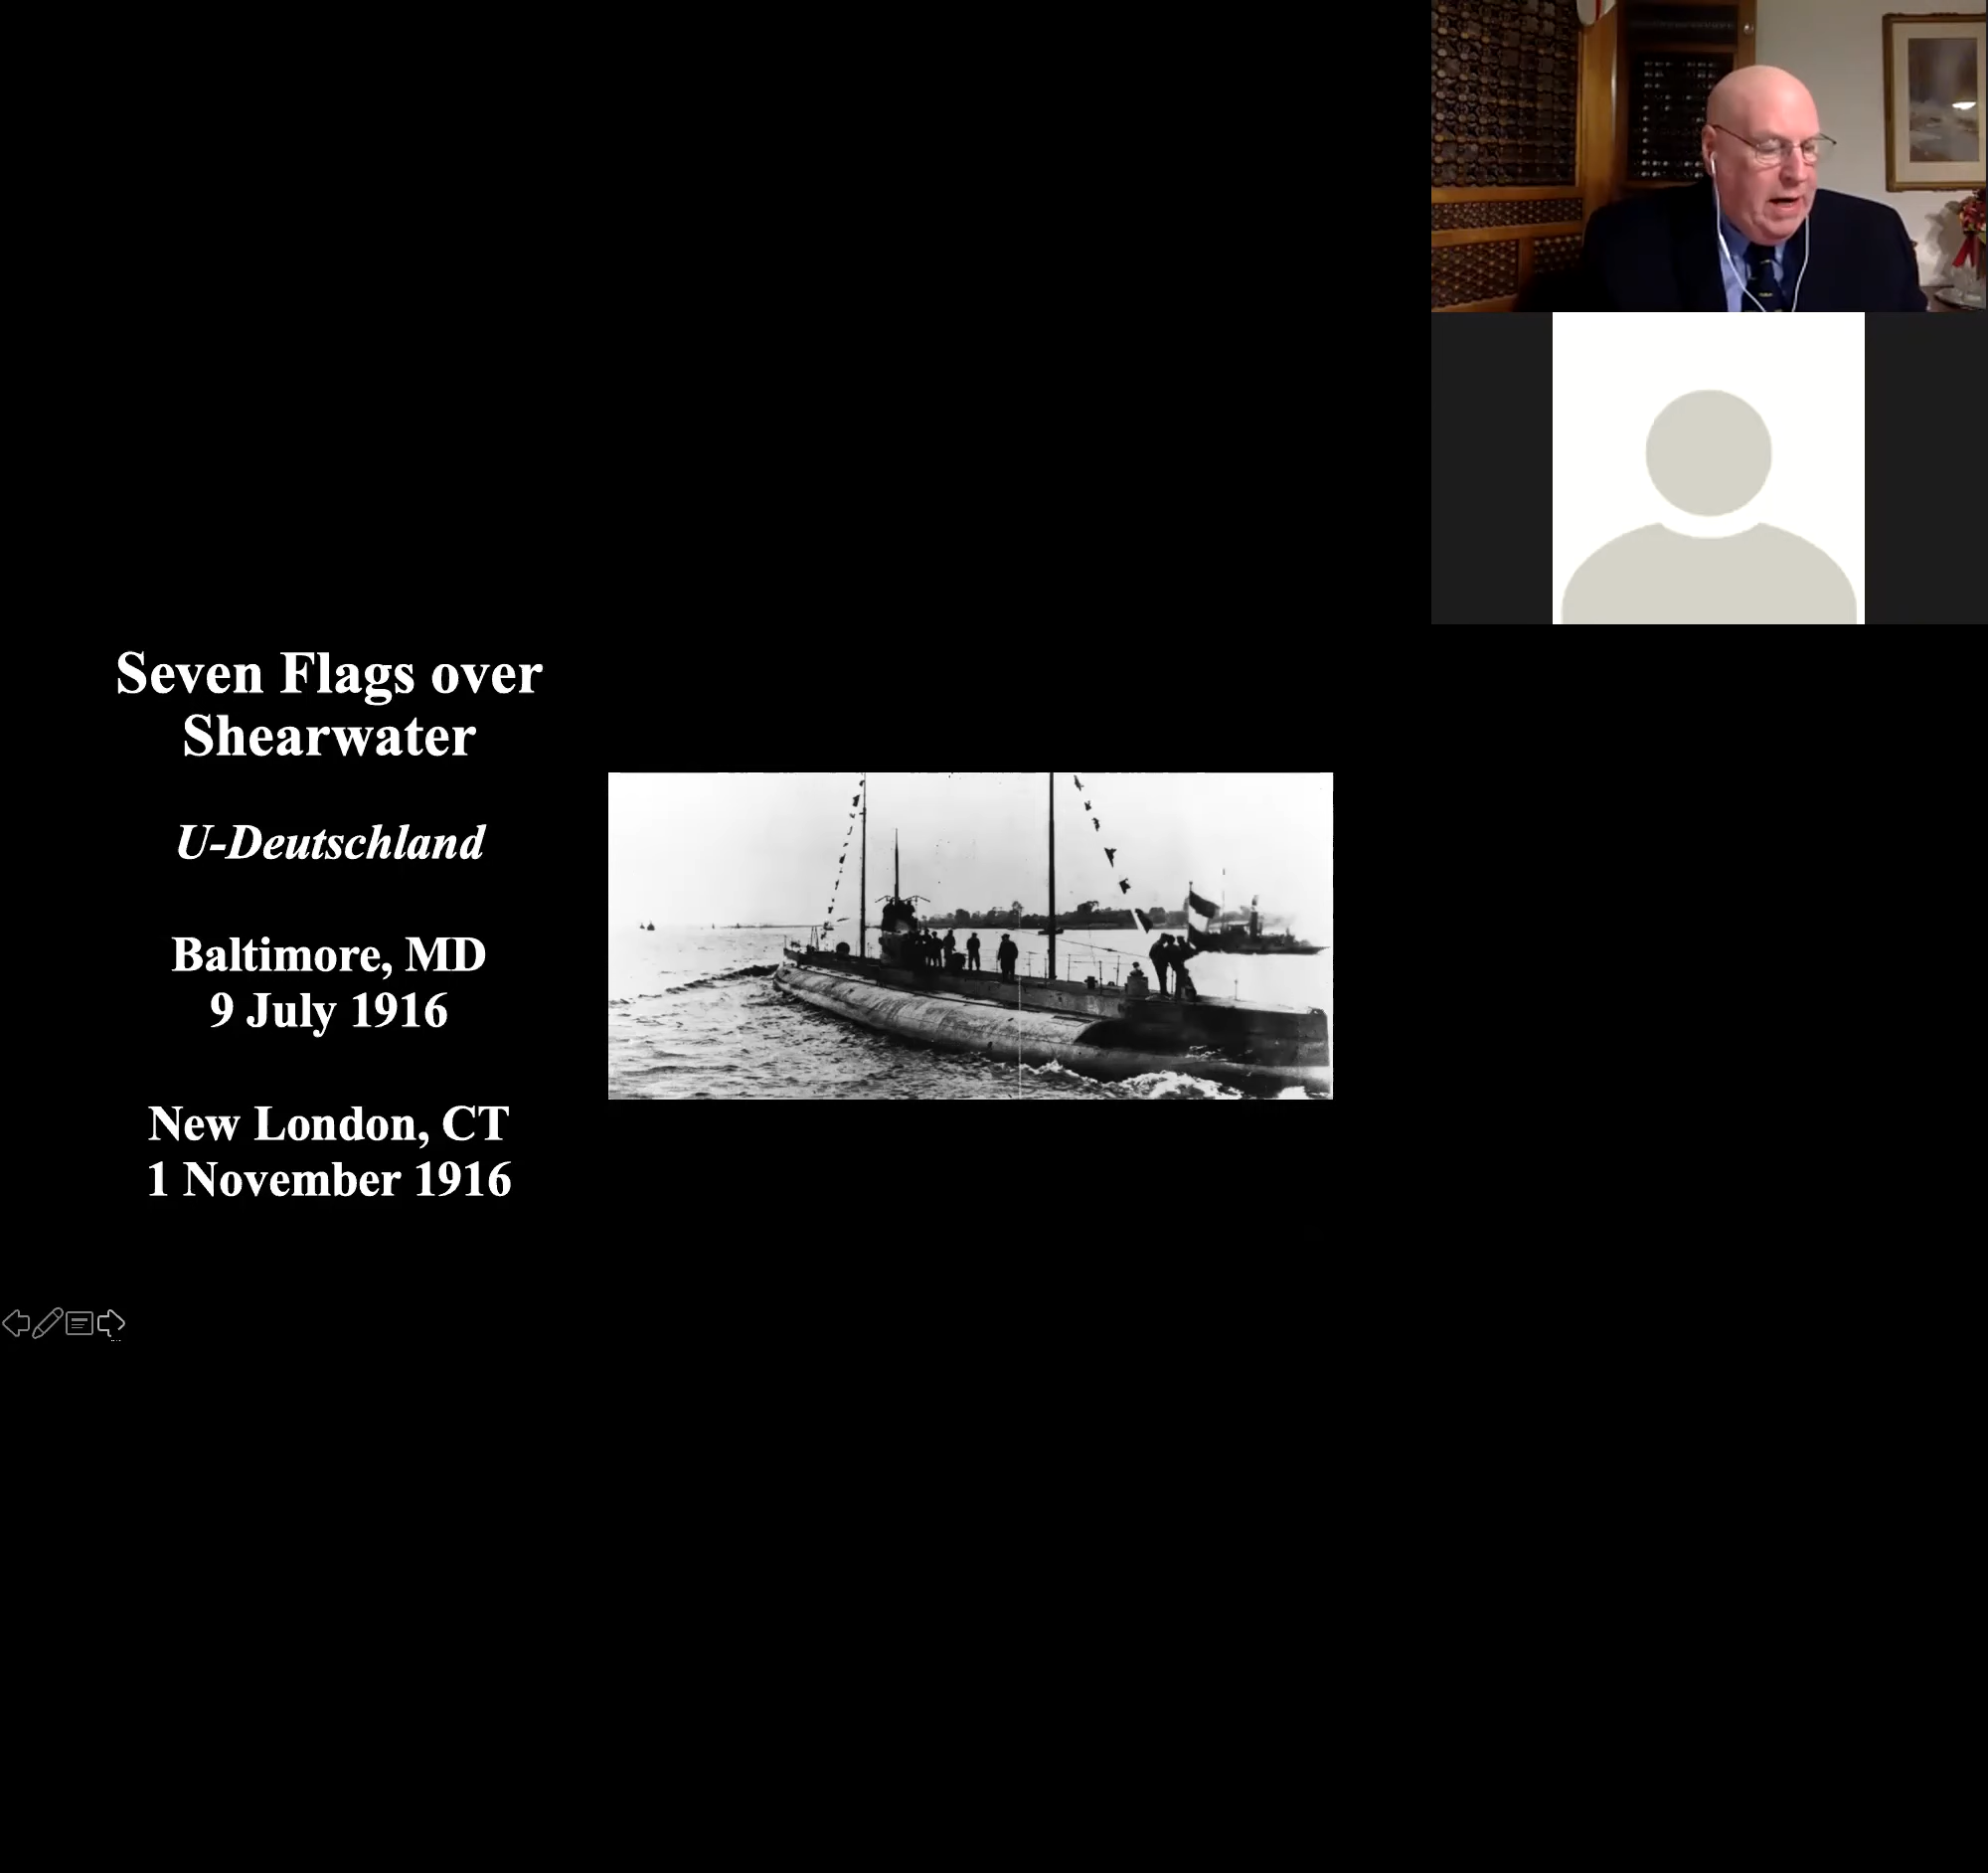 Seven Flags over
Shearwater
U-Deutschland
Baltimore, MD
9 July 1916
New London, CT
1 November 1916